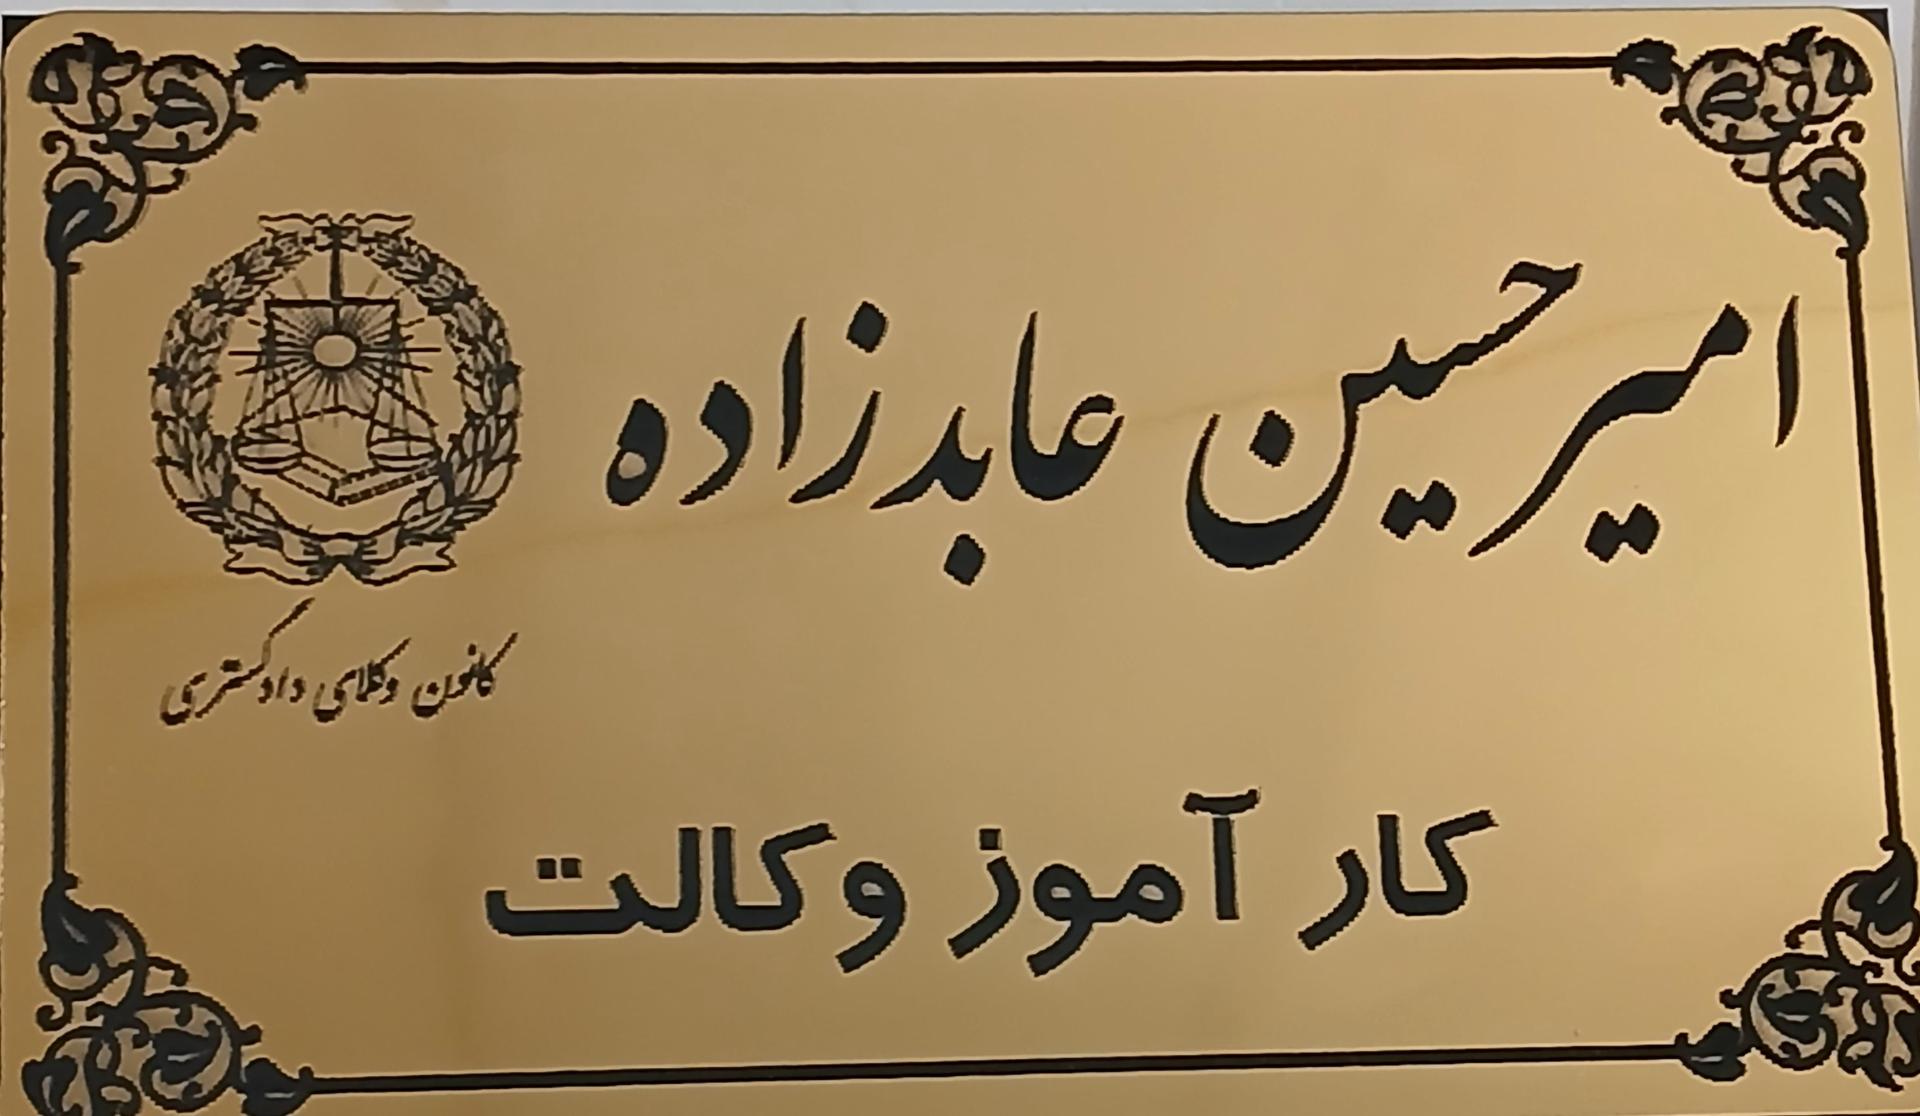 امیرحسین عابدزاده
کانون وکلای دادگستری
کار آموز وکالت